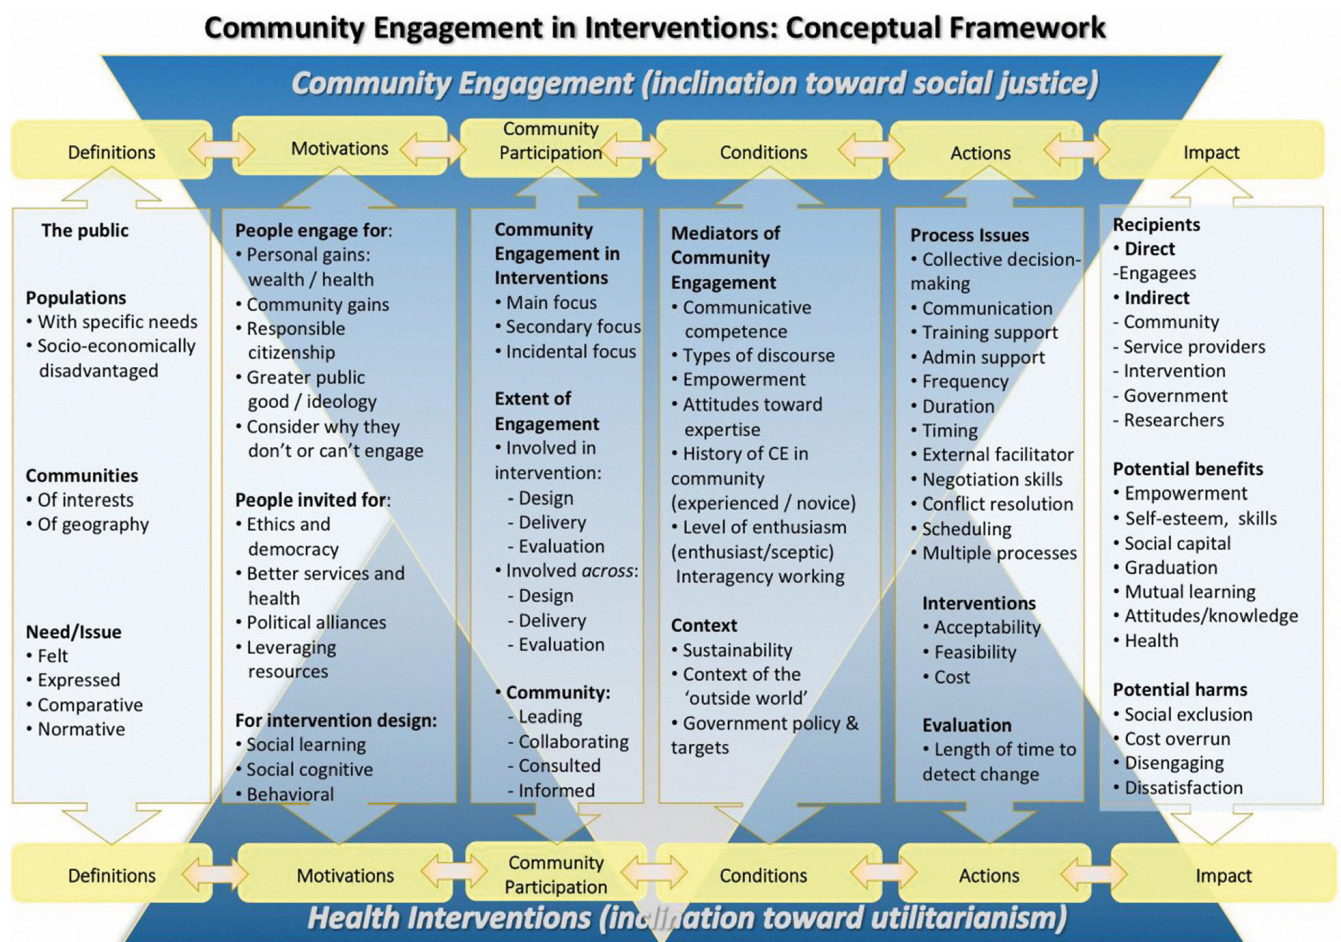 Community Engagement in Interventions: Conceptual Framework
Community Engagement (inclination toward social justice)
Definitions
Motivations
Community
Participation
Conditions
Actions
Impact
The public
Populations
• With specific needs
• Socio-economically
disadvantaged
Communities
• Of interests
• Of geography
Need/Issue
• Felt
• Expressed
• Comparative
• Normative
People engage for:
• Personal gains:
wealth / health
• Community gains
• Responsible
citizenship
• Greater public
good / ideology
• Consider why they
don't or can't engage
People invited for:
• Ethics and
democracy
• Better services and
health
• Political alliances
• Leveraging
resources
For intervention design:
• Social learning
• Social cognitive
• Behavioral
Community
Engagement in
Interventions
• Main focus
• Secondary focus
• Incidental focus
Extent of
Engagement
• Involved in
intervention:
- Design
- Delivery
- Evaluation
• Involved across:
- Design
- Delivery
- Evaluation
• Community:
- Leading
- Collaborating
- Consulted
- Informed
Mediators of
Community
Engagement
• Communicative
competence
• Types of discourse
• Empowerment
• Attitudes toward
expertise
• History of CE in
community
(experienced / novice)
• Level of enthusiasm
(enthusiast/sceptic)
Interagency working
Context
• Sustainability
• Context of the
'outside world'
• Government policy &
targets
Process Issues
• Collective decision-
making
• Communication
• Training support
• Admin support
• Frequency
• Duration
• Timing
• External facilitator
• Negotiation skills
• Conflict resolution
• Scheduling
• Multiple processes
Interventions
• Acceptability
• Feasibility
• Cost
Evaluation
• Length of time to
detect change
Recipients
• Direct
-Engagees
• Indirect
- Community
- Service providers
- Intervention
- Government
- Researchers
Potential benefits
• Empowerment
• Self-esteem, skills
• Social capital
• Graduation
• Mutual learning
• Attitudes/knowledge
• Health
Potential harms
• Social exclusion
• Cost overrun
• Disengaging
• Dissatisfaction
Definitions
Motivations
Community
Participation
Conditions
Actions
Impact
Health Interventions (inclination toward utilitarianism)